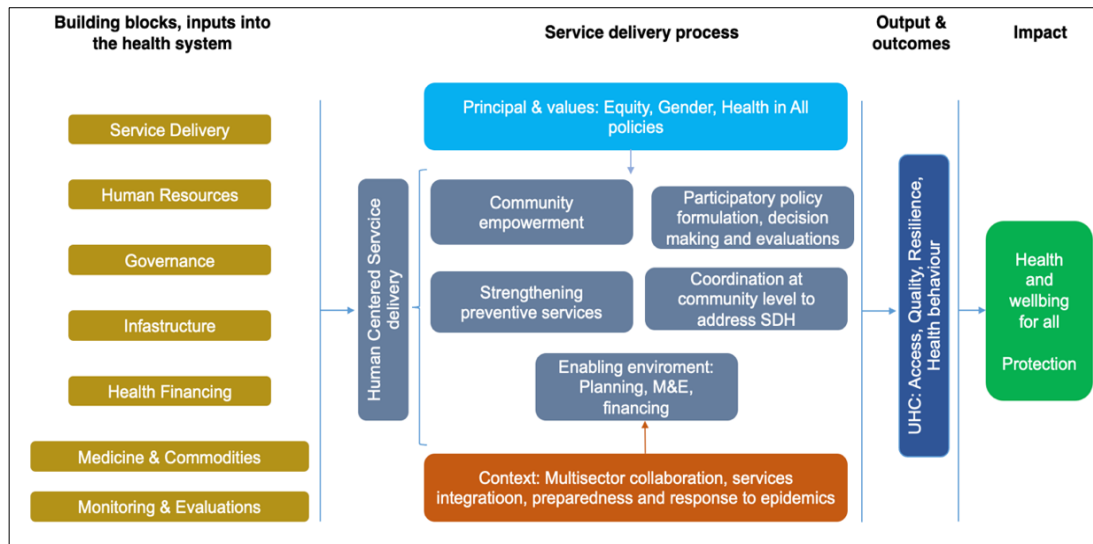 Building blocks, inputs into
the health system
Service delivery process
Output &
outcomes
Impact
Service Delivery
Human Resources
Governance
Infastructure
Health Financing
Medicine & Commodities
Monitoring & Evaluations
Human Centered Servcice
delivery
Principal & values: Equity, Gender, Health in All
policies
Community
empowerment
Participatory policy
formulation, decision
making and evaluations
Strengthening
preventive services
Coordination at
community level to
address SDH
Enabling enviroment:
Planning, M&E,
financing
Context: Multisector collaboration, services
integratioon, preparedness and response to epidemics
UHC: Access, Quality, Resilience,
Health behaviour
Health
and
wellbing
for all
Protection